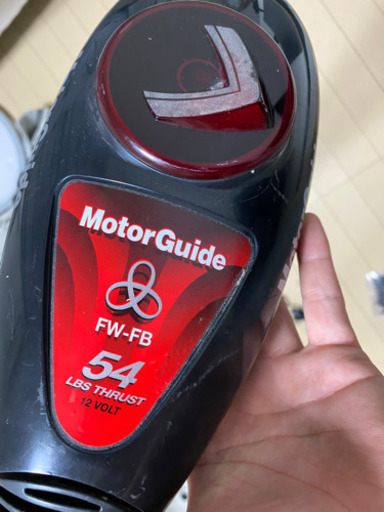 MotorGuide
FW-FB
54
LBS THRUST
12 VOLT